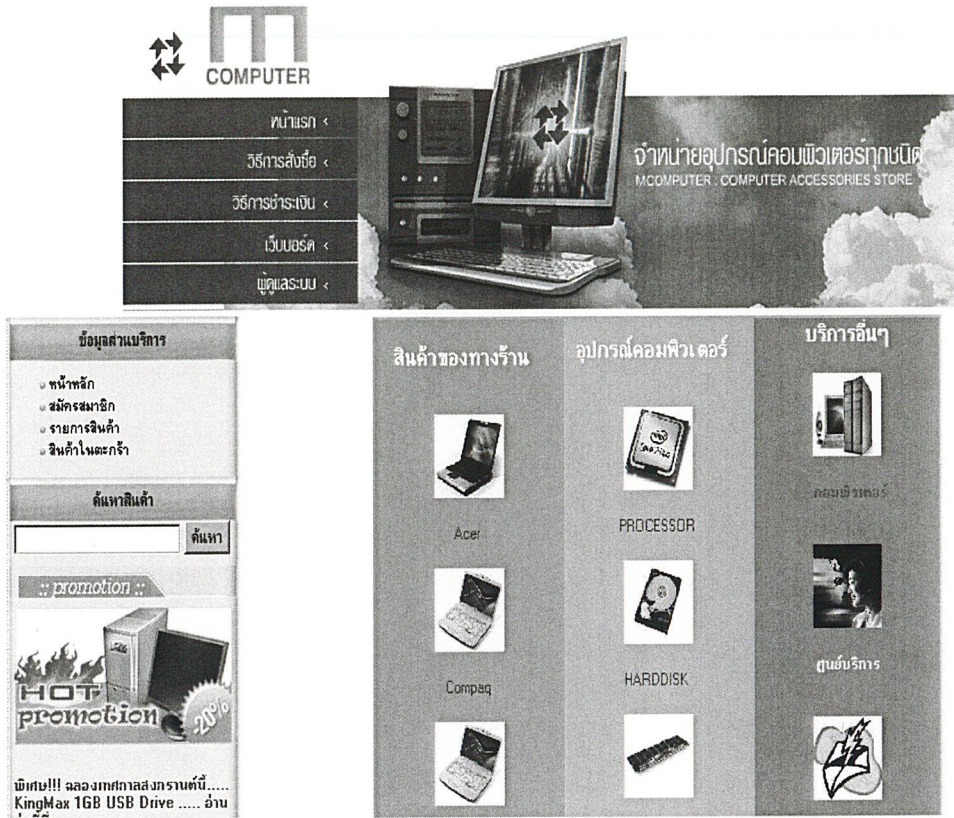 m
COMPUTER
หน้าแรก <
วิธีการสั่งซื้อ <
วิธีการชำระเงิน <
เว็บบอร์ด <
ผู้ดูแลระบบ <
จำหน่ายอุปกรณ์คอมพิวเตอร์ทุกชนิด
MCOMPUTER : COMPUTER ACCESSORIES STORE
ข้อมูลส่วนบริการ
หน้าหลัก
สมัครสมาชิก
รายการสินค้า
สินค้าในตะกร้า
ค้นหาสินค้า
ค้นหา
:: promotion ::
HOT
promotion
-20%
พิเศษ!!! ฉลองเทศกาลสงกรานต์นี้.....
KingMax 1GB USB Drive ..... อ่าน
สินค้าของทางร้าน
Acer
Compaq
อุปกรณ์คอมพิวเตอร์
PROCESSOR
HARDDISK
บริการอื่นๆ
คอมพิวเตอร์
ศูนย์บริการ